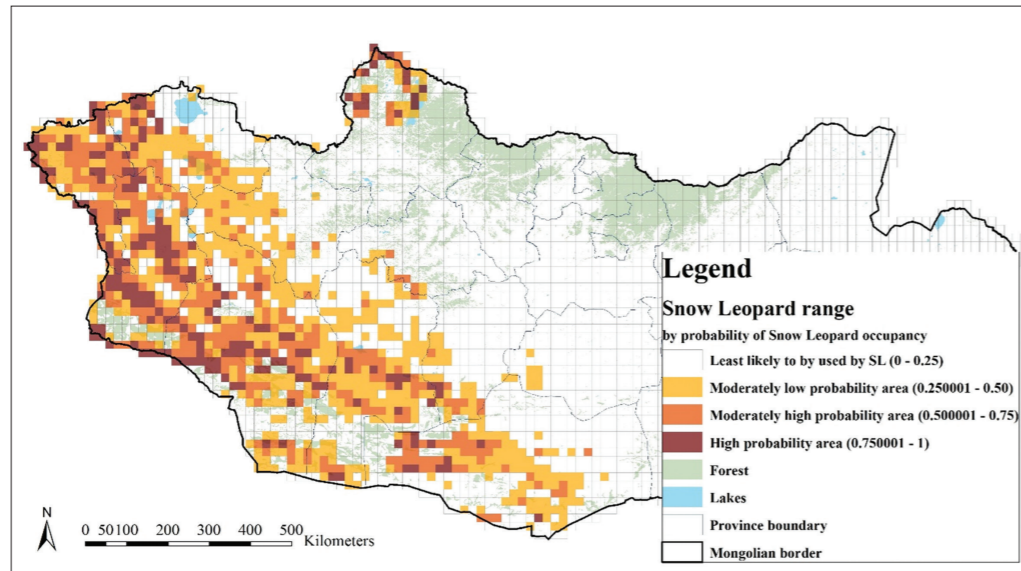 Legend
Snow Leopard range
by probability of Snow Leopard occupancy
Least likely to by used by SL (0 - 0.25)
Moderately low probability area (0.250001 - 0.50)
Moderately high probability area (0.500001 - 0.75)
High probability area (0.750001 - 1)
Forest
Lakes
Province boundary
Mongolian border
N
0 50100 200 300 400 500
Kilometers